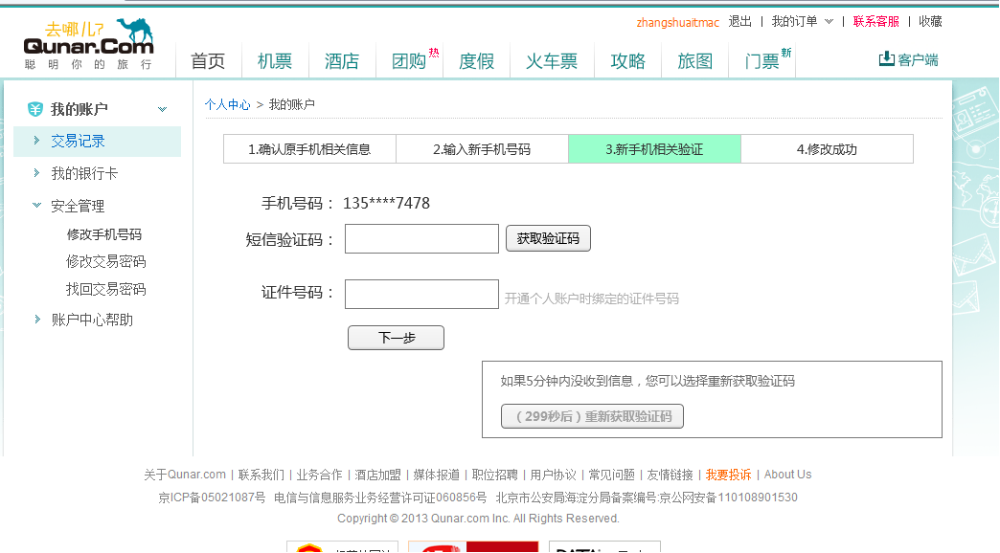 zhangshuaitmac 退出 | 我的订单 | 联系客服 | 收藏
去哪儿?
Qunar.Com
聪明你的旅行
首页 机票 酒店 团购 热 度假 火车票 攻略 旅图 门票 新 客户端
我的账户
交易记录
我的银行卡
安全管理
修改手机号码
修改交易密码
找回交易密码
账户中心帮助
个人中心 > 我的账户
1.确认原手机相关信息 2.输入新手机号码 3.新手机相关验证 4.修改成功
手机号码: 135****7478
短信验证码: 获取验证码
证件号码: 开通个人账户时绑定的证件号码
下一步
如果5分钟内没收到信息，您可以选择重新获取验证码
（299秒后）重新获取验证码
关于Qunar.com | 联系我们 | 业务合作 | 酒店加盟 | 媒体报道 | 职位招聘 | 用户协议 | 常见问题 | 友情链接 | 我要投诉 | About Us
京ICP备05021087号 电信与信息服务业务经营许可证060856号 北京市公安局海淀分局备案编号:京公网安备110108901530
Copyright © 2013 Qunar.com Inc. All Rights Reserved.